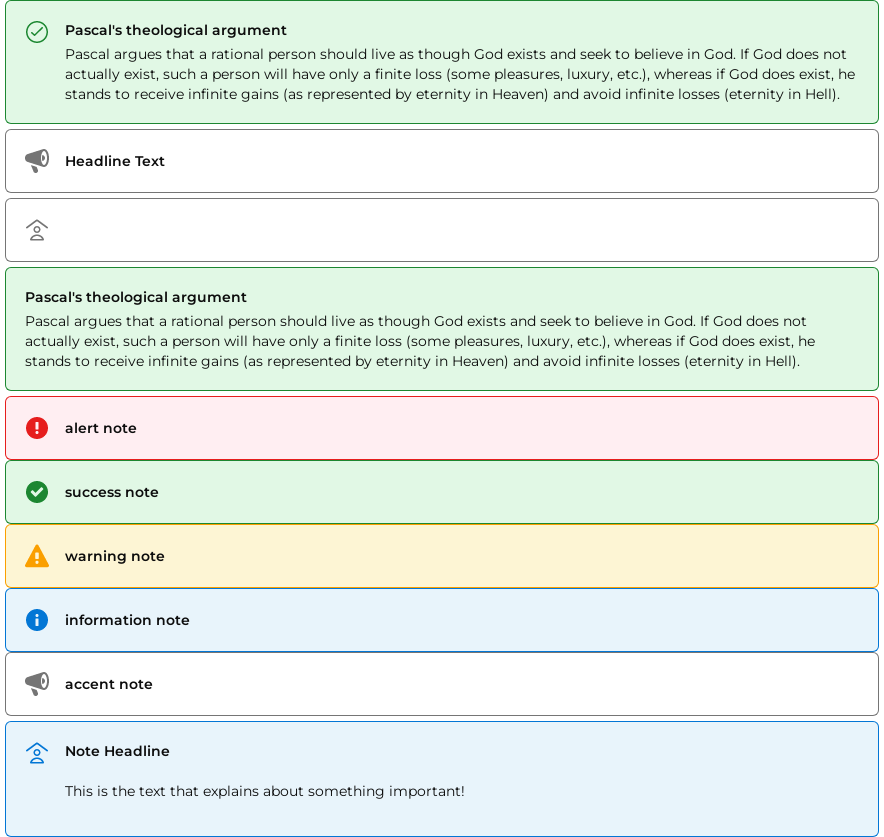 Pascal's theological argument
Pascal argues that a rational person should live as though God exists and seek to believe in God. If God does not
actually exist, such a person will have only a finite loss (some pleasures, luxury, etc.), whereas if God does exist, he
stands to receive infinite gains (as represented by eternity in Heaven) and avoid infinite losses (eternity in Hell).
Headline Text
Pascal's theological argument
Pascal argues that a rational person should live as though God exists and seek to believe in God. If God does not
actually exist, such a person will have only a finite loss (some pleasures, luxury, etc.), whereas if God does exist, he
stands to receive infinite gains (as represented by eternity in Heaven) and avoid infinite losses (eternity in Hell).
alert note
success note
warning note
information note
accent note
Note Headline
This is the text that explains about something important!